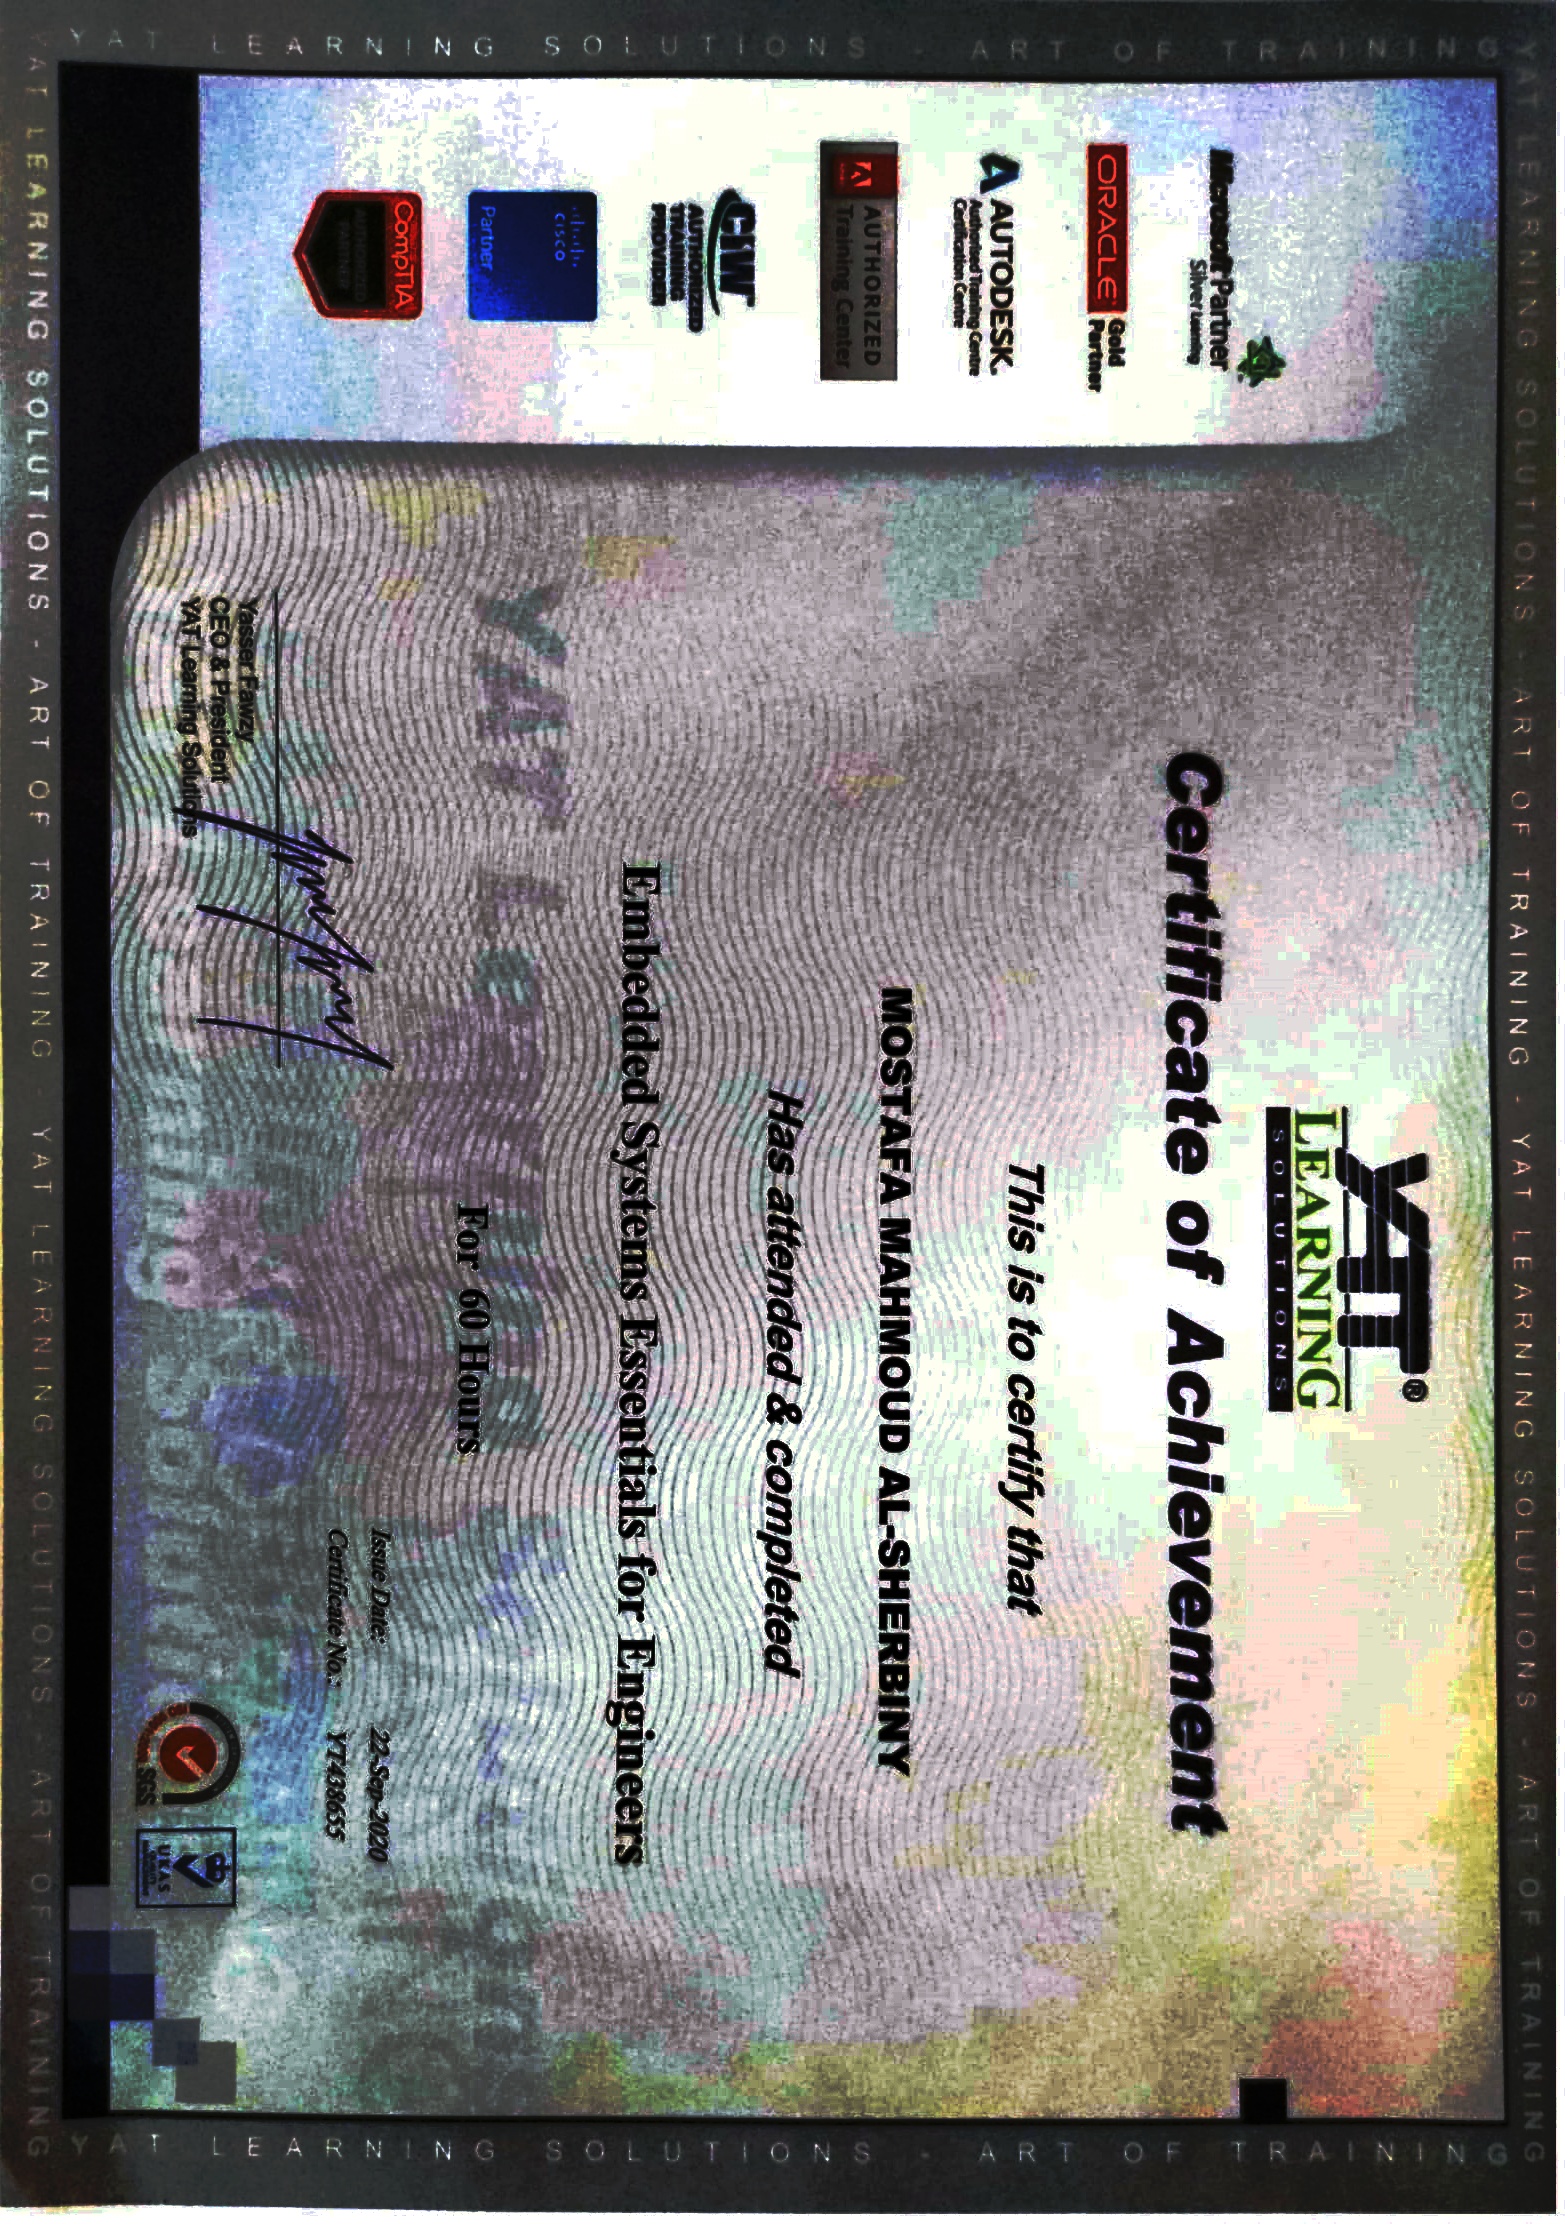 YAT LEARNING SOLUTIONS - ART OF TRAINING
YAT LEARNING SOLUTIONS - ART OF TRAINING - YAT LEARNING SOLUTIONS - ART OF TRAINING
YAT®
LEARNING
SOLUTIONS
Certificate of Achievement
This is to certify that
MOSTAFA MAHMOUD AL-SHERBINY
Has attended & completed
Embedded Systems Essentials for Engineers
For 60 Hours
Issue Date: 22-Sep-2020
Certificate No.: YT438655
Yasser Fawzy
CEO & President
YAT Learning Solutions
Microsoft Partner
Silver Learning
ORACLE Gold
Partner
AUTODESK.
Authorized Training Centre
Certification Centre
AUTHORIZED
Training Center
CIW
AUTHORIZED
TRAINING
PROVIDER
CISCO
Partner
CompTIA
SGS
UKAS
YAT LEARNING SOLUTIONS - ART OF TRAINING - YAT LEARNING SOLUTIONS - ART OF TRAINING
YAT LEARNING SOLUTIONS - ART OF TRAINING